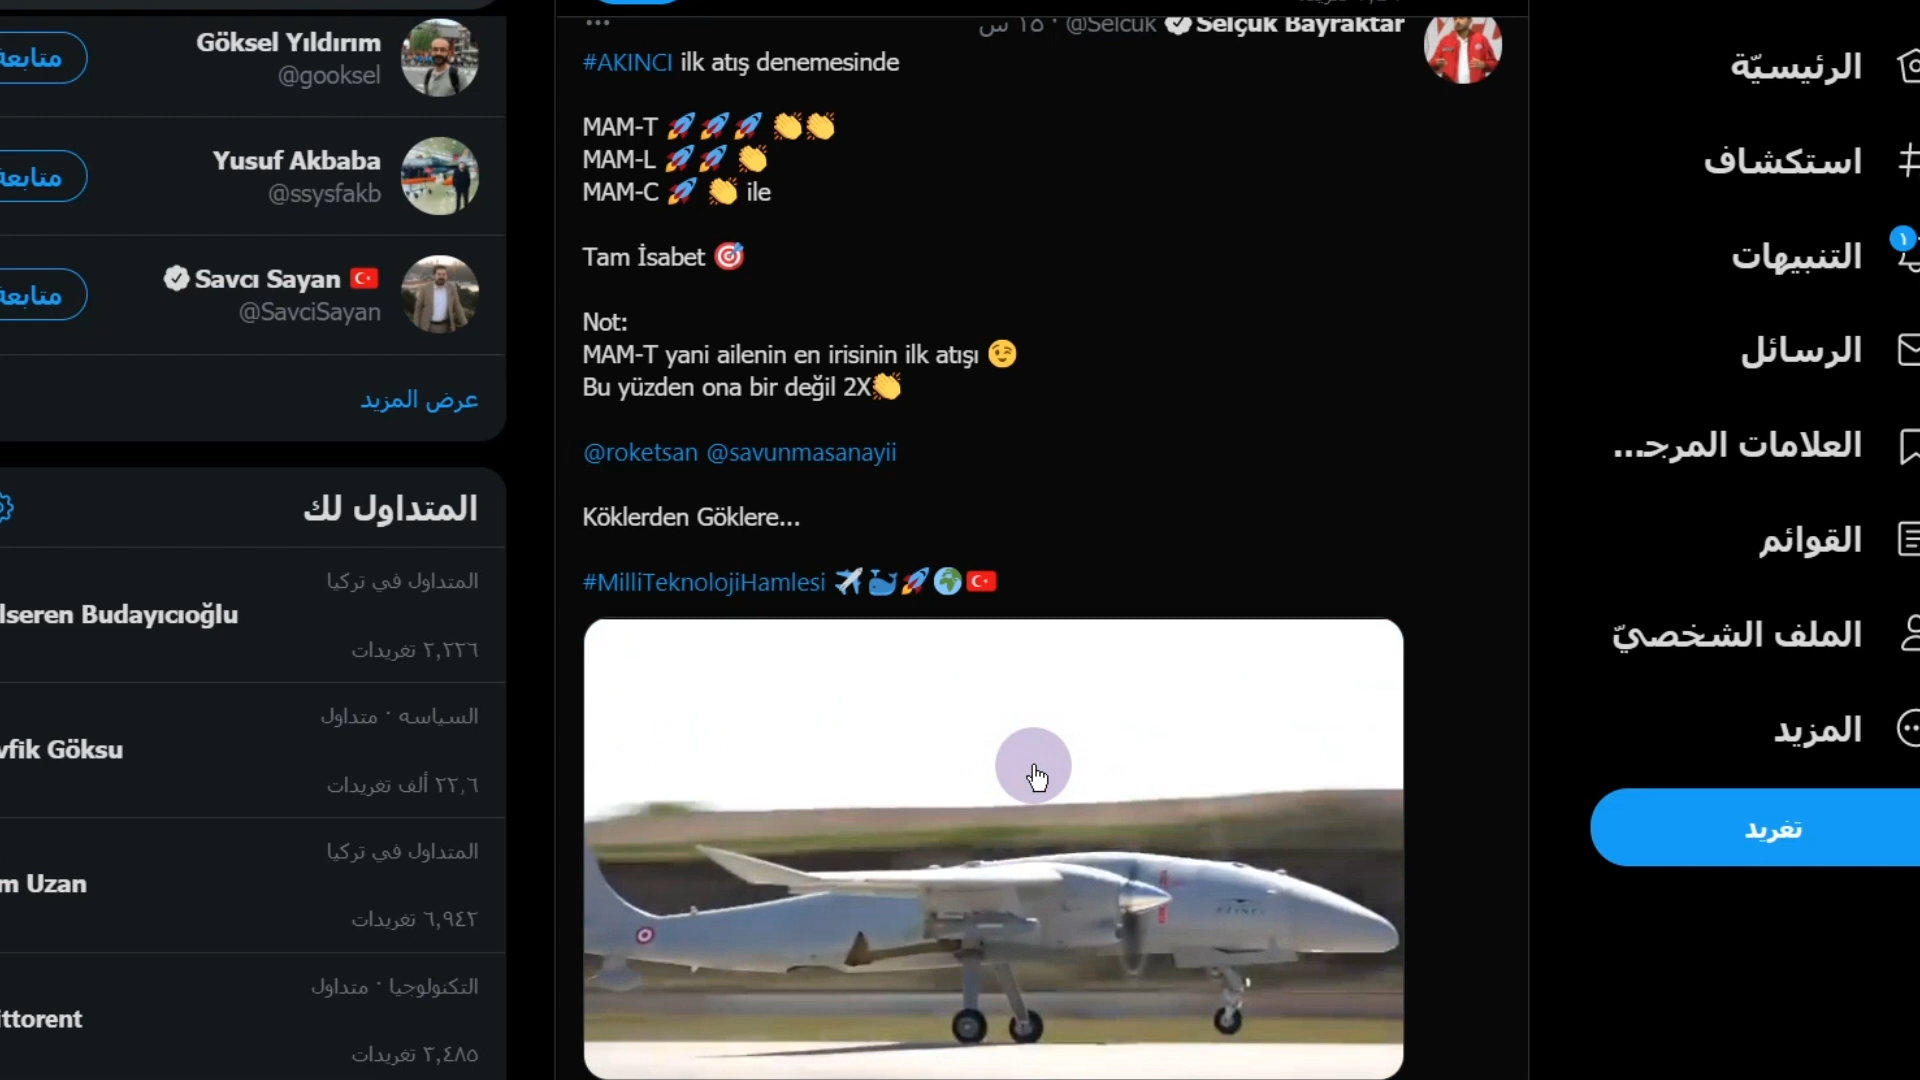 Göksel Yıldırım
@gooksel
متابعة
Yusuf Akbaba
@ssysfakb
متابعة
Savcı Sayan
@SavciSayan
متابعة
عرض المزيد
المتداول لك
المتداول في تركيا
lseren Budayıcıoğlu
٢,٢٢٦ تغريدات
السياسه · متداول
vfik Göksu
٢٢,٦ ألف تغريدات
المتداول في تركيا
m Uzan
٦,٩٤٢ تغريدات
التكنولوجيا · متداول
ittorent
٣,٤٨٥ تغريدات
Selçuk Bayraktar @Selcuk · ١٥ س
#AKINCI ilk atış denemesinde
MAM-T 🚀🚀🚀 👏👏
MAM-L 🚀🚀 👏
MAM-C 🚀 👏 ile
Tam İsabet 🎯
Not:
MAM-T yani ailenin en irisinin ilk atışı 😉
Bu yüzden ona bir değil 2X👏
@roketsan @savunmasanayii
Köklerden Göklere...
#MilliTeknolojiHamlesi ✈️🐳🚀🌍🇹🇷
الرئيسيّة
استكشاف
التنبيهات
١
الرسائل
العلامات المرجـ...
القوائم
الملف الشخصيّ
المزيد
تغريد